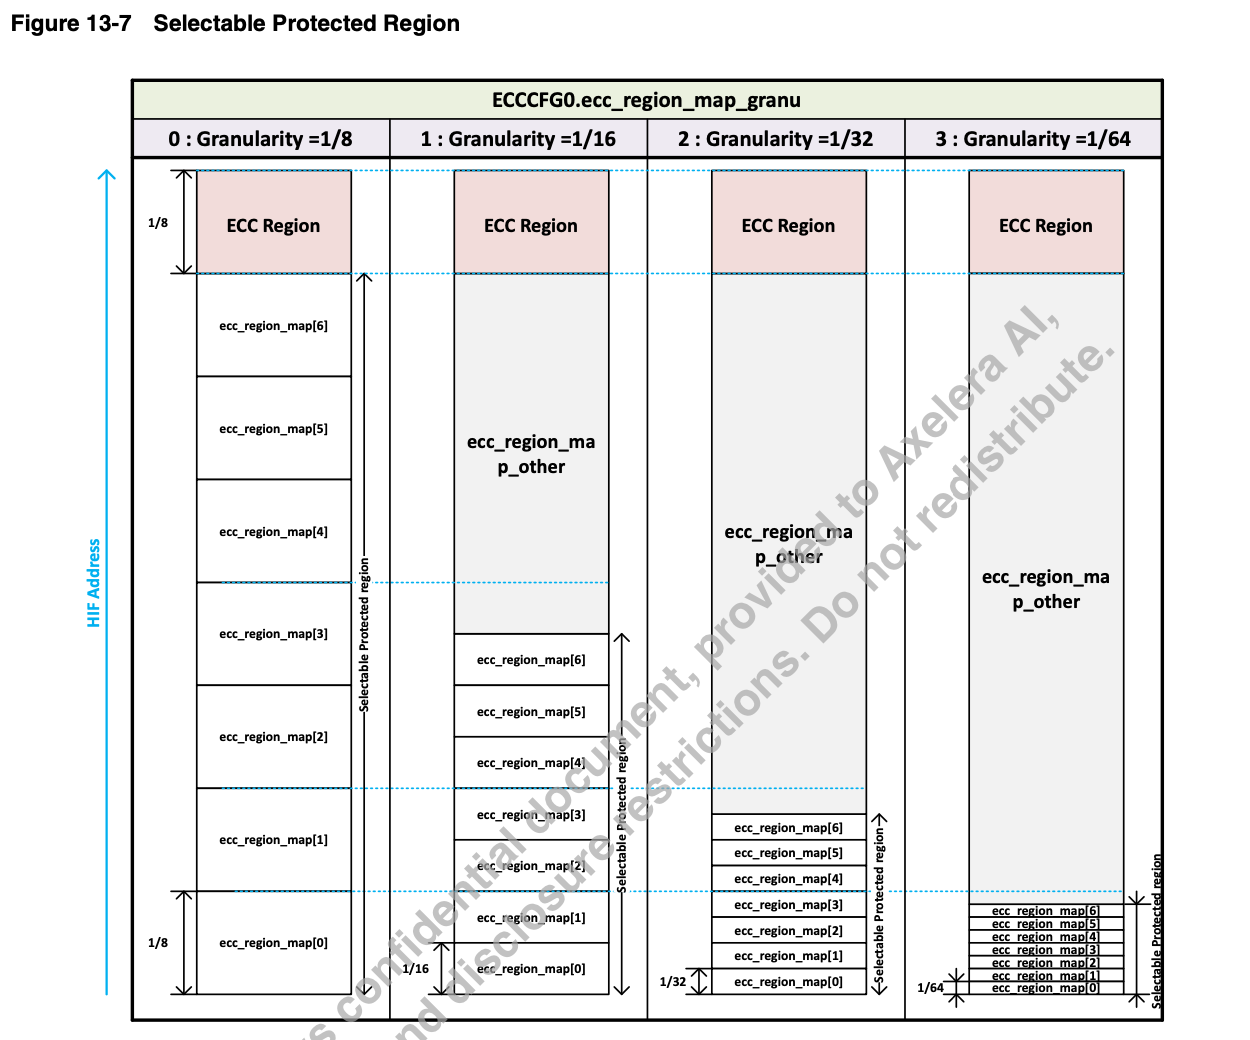 Figure 13-7 Selectable Protected Region
ECCCFG0.ecc_region_map_granu
0 : Granularity =1/8
1 : Granularity =1/16
2 : Granularity =1/32
3 : Granularity =1/64
HIF Address
1/8
ECC Region
ecc_region_map[6]
ecc_region_map[5]
ecc_region_map[4]
ecc_region_map[3]
ecc_region_map[2]
ecc_region_map[1]
ecc_region_map[0]
1/8
Selectable Protected region
ECC Region
ecc_region_ma
p_other
ecc_region_map[6]
ecc_region_map[5]
ecc_region_map[4]
ecc_region_map[3]
ecc_region_map[2]
ecc_region_map[1]
ecc_region_map[0]
1/16
Selectable Protected region
ECC Region
ecc_region_ma
p_other
ecc_region_map[6]
ecc_region_map[5]
ecc_region_map[4]
ecc_region_map[3]
ecc_region_map[2]
ecc_region_map[1]
ecc_region_map[0]
1/32
Selectable Protected region
ECC Region
ecc_region_ma
p_other
ecc_region_map[6]
ecc_region_map[5]
ecc_region_map[4]
ecc_region_map[3]
ecc_region_map[2]
ecc_region_map[1]
ecc_region_map[0]
1/64
Selectable Protected region
s confidential document, provided to Axelera AI,
nd disclosure restrictions. Do not redistribute.